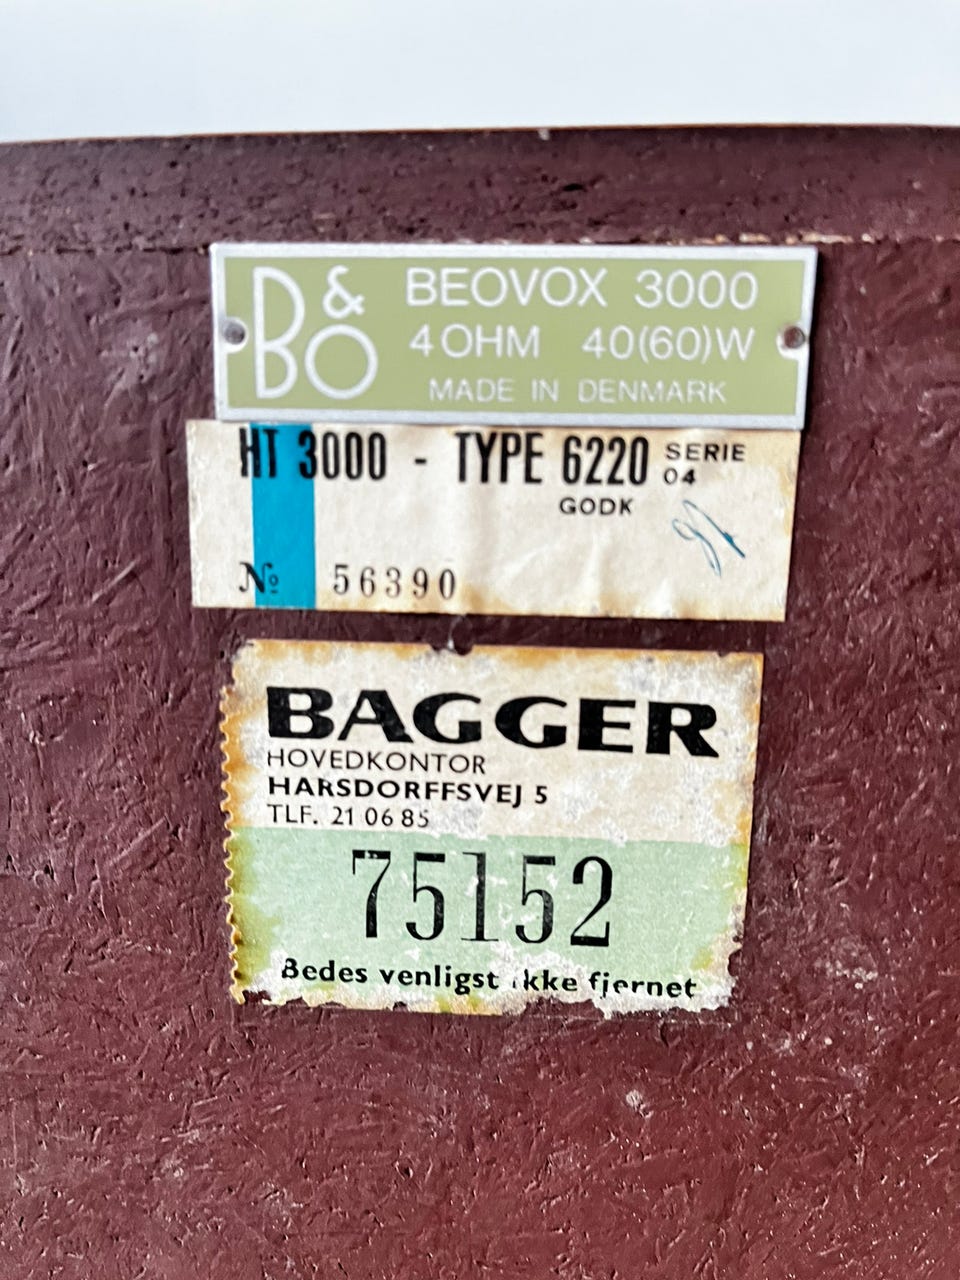 B&O
BEOVOX 3000
4 OHM 40(60)W
MADE IN DENMARK
HT 3000 - TYPE 6220 SERIE 04
GODK
№ 56390
BAGGER
HOVEDKONTOR
HARSDORFFSVEJ 5
TLF. 21 06 85
75152
Bedes venligst ikke fjernet